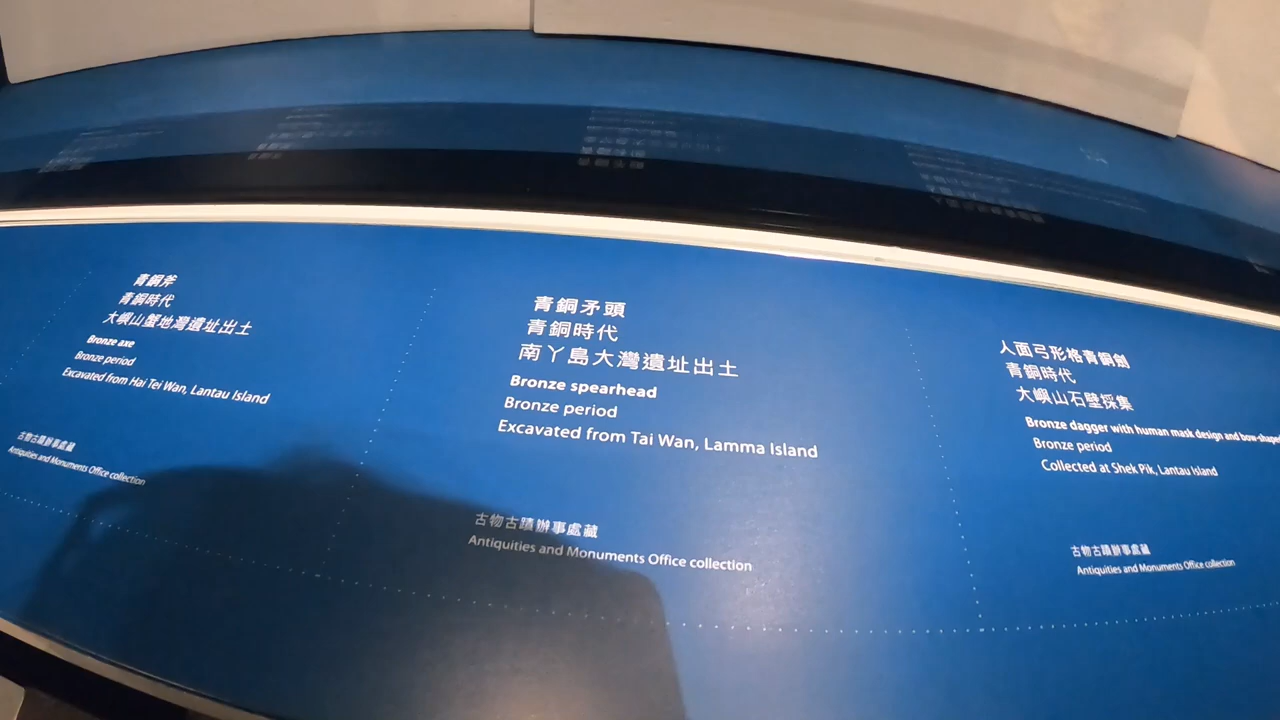 青銅斧
青銅時代
大嶼山蟹地灣遺址出土
Bronze axe
Bronze period
Excavated from Hai Tei Wan, Lantau Island
古物古蹟辦事處藏
Antiquities and Monuments Office collection
青銅矛頭
青銅時代
南丫島大灣遺址出土
Bronze spearhead
Bronze period
Excavated from Tai Wan, Lamma Island
古物古蹟辦事處藏
Antiquities and Monuments Office collection
人面弓形格青銅劍
青銅時代
大嶼山石壁採集
Bronze dagger with human mask design and bow-shape
Bronze period
Collected at Shek Pik, Lantau Island
古物古蹟辦事處藏
Antiquities and Monuments Office collection